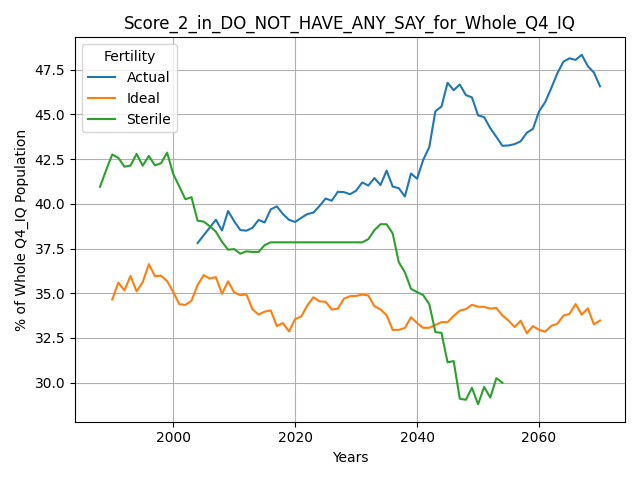 Score_2_in_DO_NOT_HAVE_ANY_SAY_for_Whole_Q4_IQ
Fertility
Actual
Ideal
Sterile
% of Whole Q4_IQ Population
47.5
45.0
42.5
40.0
37.5
35.0
32.5
30.0
2000
2020
2040
2060
Years